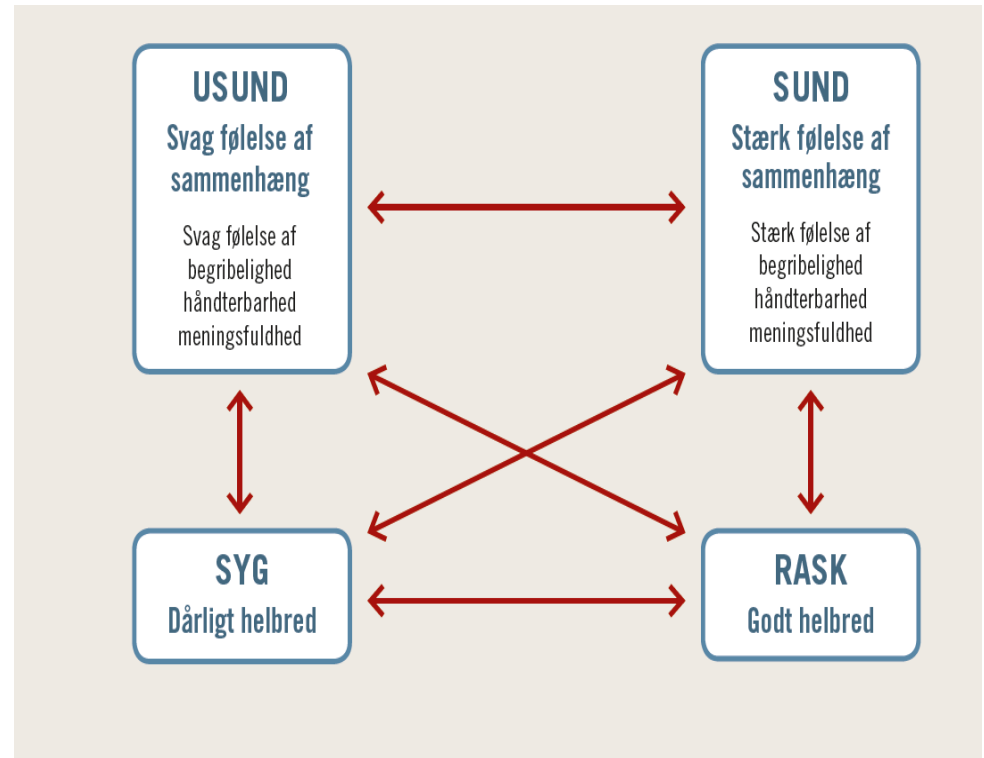 USUND
Svag følelse af
sammenhæng
Svag følelse af
begribelighed
håndterbarhed
meningsfuldhed
SUND
Stærk følelse af
sammenhæng
Stærk følelse af
begribelighed
håndterbarhed
meningsfuldhed
SYG
Dårligt helbred
RASK
Godt helbred